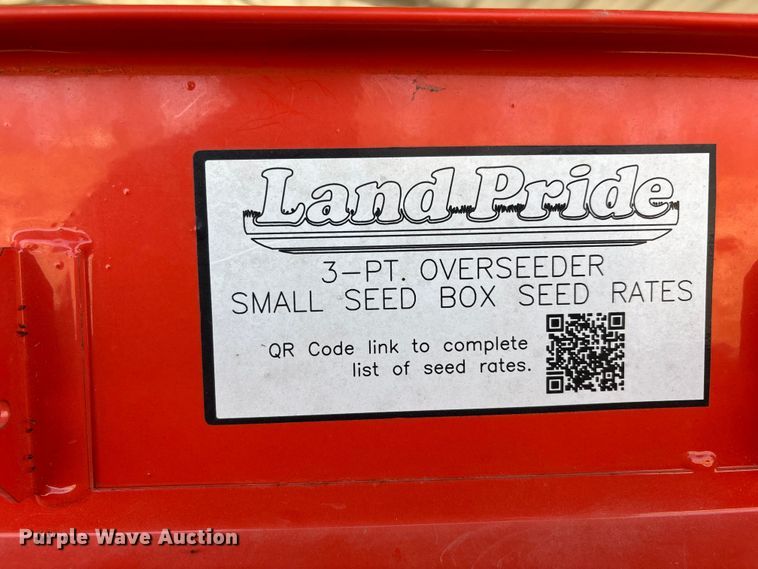 Land Pride
3-PT. OVERSEEDER
SMALL SEED BOX SEED RATES
QR Code link to complete
list of seed rates.
Purple Wave Auction®